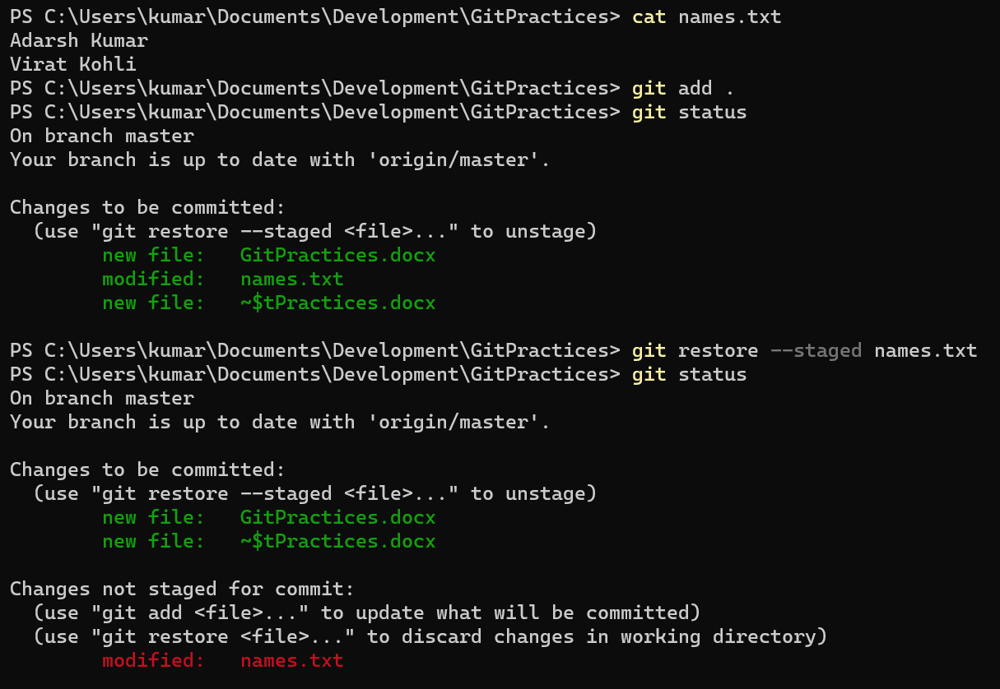 PS C:\Users\kumar\Documents\Development\GitPractices> cat names.txt
Adarsh Kumar
Virat Kohli
PS C:\Users\kumar\Documents\Development\GitPractices> git add .
PS C:\Users\kumar\Documents\Development\GitPractices> git status
On branch master
Your branch is up to date with 'origin/master'.

Changes to be committed:
  (use "git restore --staged <file>..." to unstage)
        new file:   GitPractices.docx
        modified:   names.txt
        new file:   ~$tPractices.docx

PS C:\Users\kumar\Documents\Development\GitPractices> git restore --staged names.txt
PS C:\Users\kumar\Documents\Development\GitPractices> git status
On branch master
Your branch is up to date with 'origin/master'.

Changes to be committed:
  (use "git restore --staged <file>..." to unstage)
        new file:   GitPractices.docx
        new file:   ~$tPractices.docx

Changes not staged for commit:
  (use "git add <file>..." to update what will be committed)
  (use "git restore <file>..." to discard changes in working directory)
        modified:   names.txt